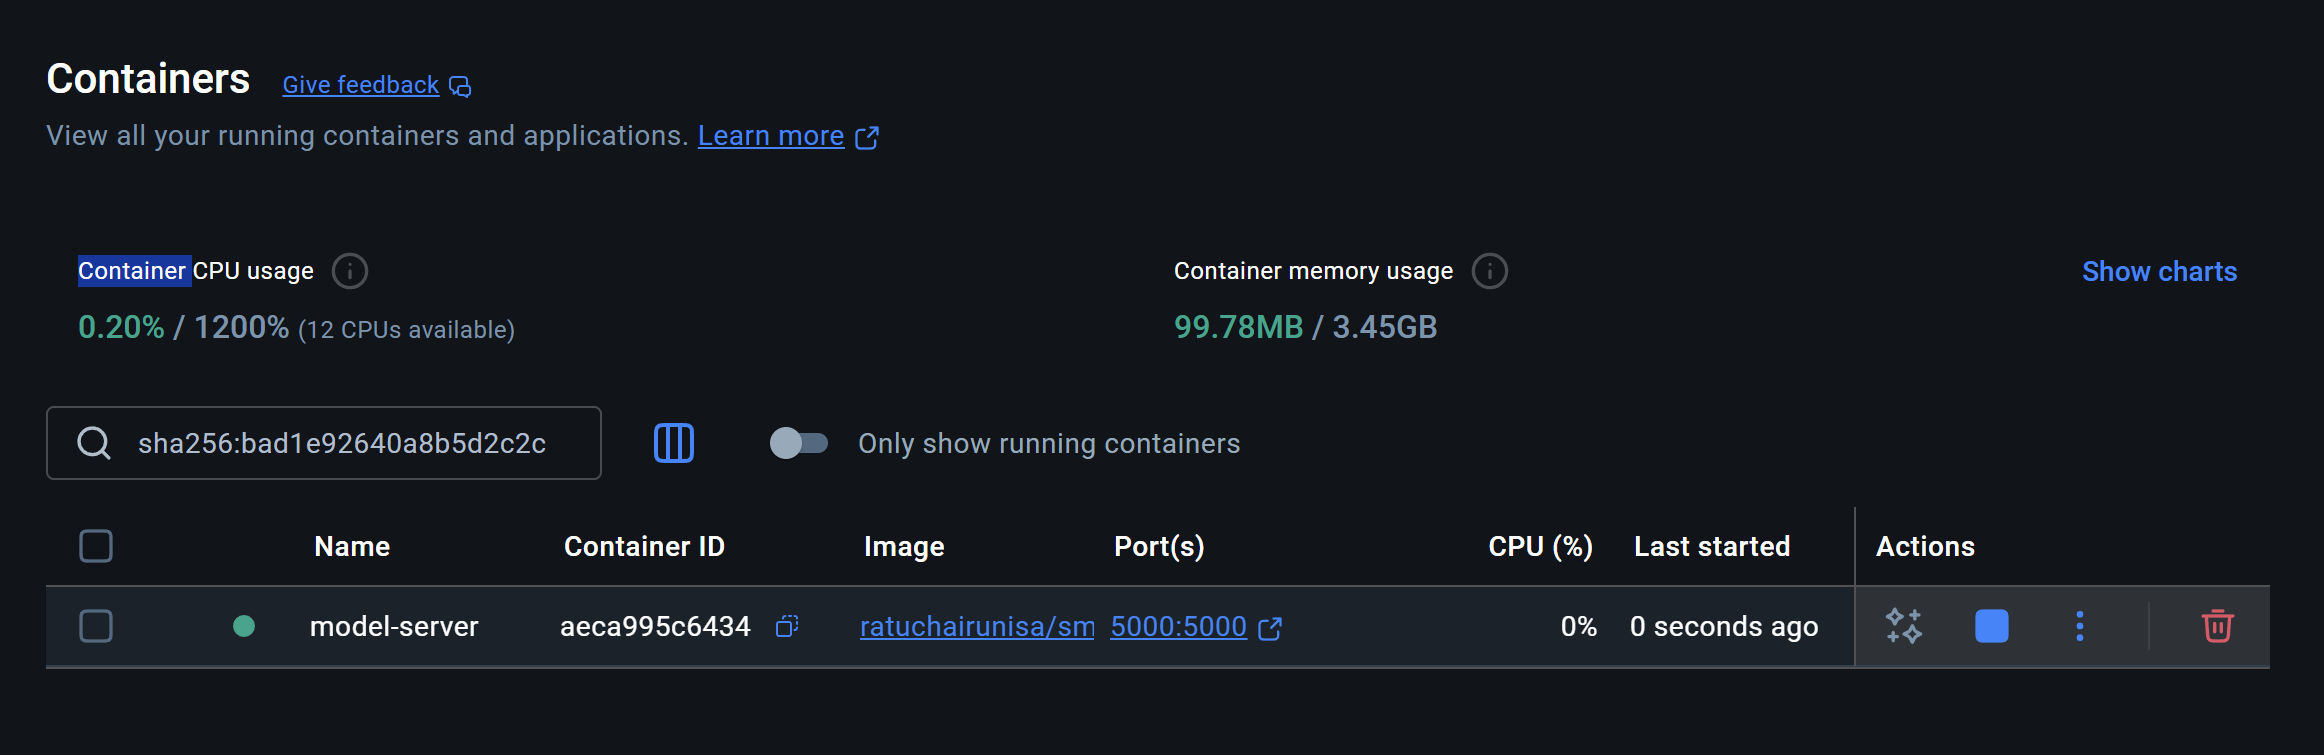 Containers Give feedback
View all your running containers and applications. Learn more
Container CPU usage Container memory usage Show charts
0.20% / 1200% (12 CPUs available) 99.78MB / 3.45GB
sha256:bad1e92640a8b5d2c2c Only show running containers
Name Container ID Image Port(s) CPU (%) Last started Actions
model-server aeca995c6434 ratuchairunisa/sm 5000:5000 0% 0 seconds ago